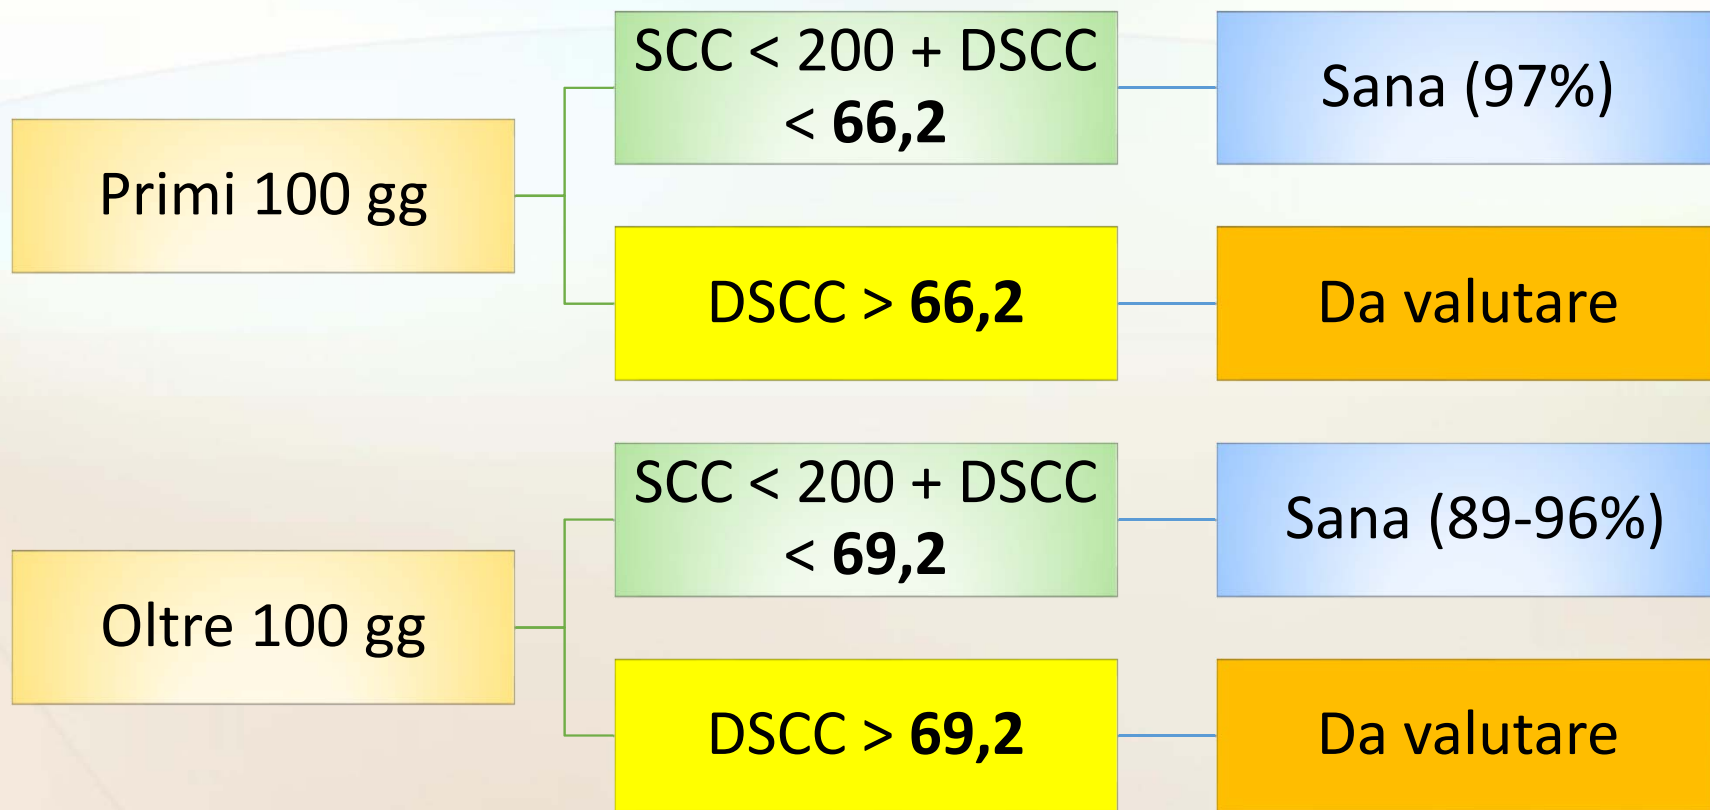 Primi 100 gg
SCC < 200 + DSCC
< 66,2
Sana (97%)
DSCC > 66,2
Da valutare
Oltre 100 gg
SCC < 200 + DSCC
< 69,2
Sana (89-96%)
DSCC > 69,2
Da valutare